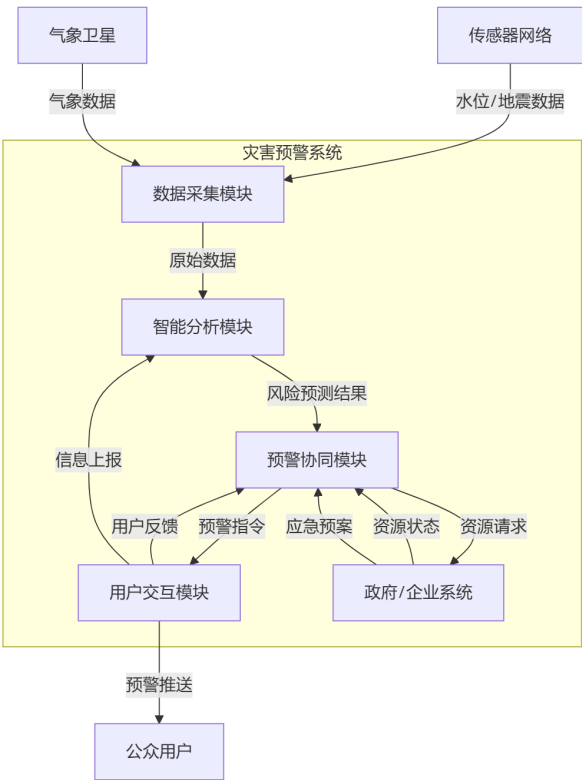 气象卫星
传感器网络
气象数据
水位/地震数据
灾害预警系统
数据采集模块
原始数据
智能分析模块
风险预测结果
信息上报
预警协同模块
用户反馈
预警指令
应急预案
资源状态
资源请求
用户交互模块
政府/企业系统
预警推送
公众用户